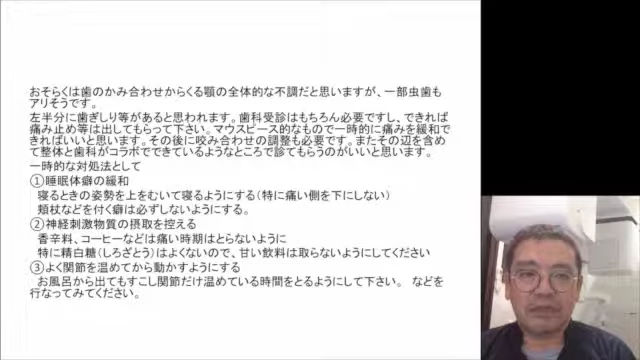 おそらくは歯のかみ合わせからくる顎の全体的な不調だと思いますが、一部虫歯も
アリそうです。
左半分に歯ぎしり等があると思われます。歯科受診はもちろん必要ですし、できれば
痛み止め等は出してもらって下さい。マウスピース的なもので一時的に痛みを緩和で
きればいいと思います。その後に咬み合わせの調整も必要です。またその辺を含め
て整体と歯科がコラボでできているようなところで診てもらうのがいいと思います。
一時的な対処法として
①睡眠体癖の緩和
寝るときの姿勢を上をむいて寝るようにする(特に痛い側を下にしない)
頬杖などを付く癖は必ずしないようにする。
②神経刺激物質の摂取を控える
香辛料、コーヒーなどは痛い時期はとらないように
特に精白糖(しろざとう)はよくないので、甘い飲料は取らないようにしてください
③よく関節を温めてから動かすようにする
お風呂から出てもすこし関節だけ温めている時間をとるようにして下さい。 などを
行なってみてください。